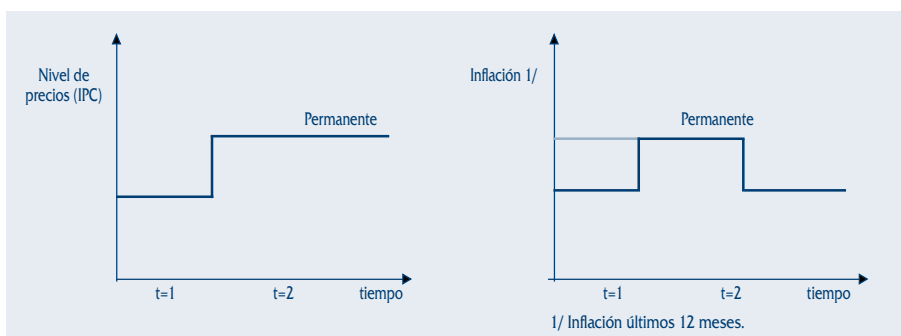 Nivel de
precios (IPC)
Permanente
t=1
t=2
tiempo
Inflación 1/
Permanente
t=1
t=2
tiempo
1/ Inflación últimos 12 meses.